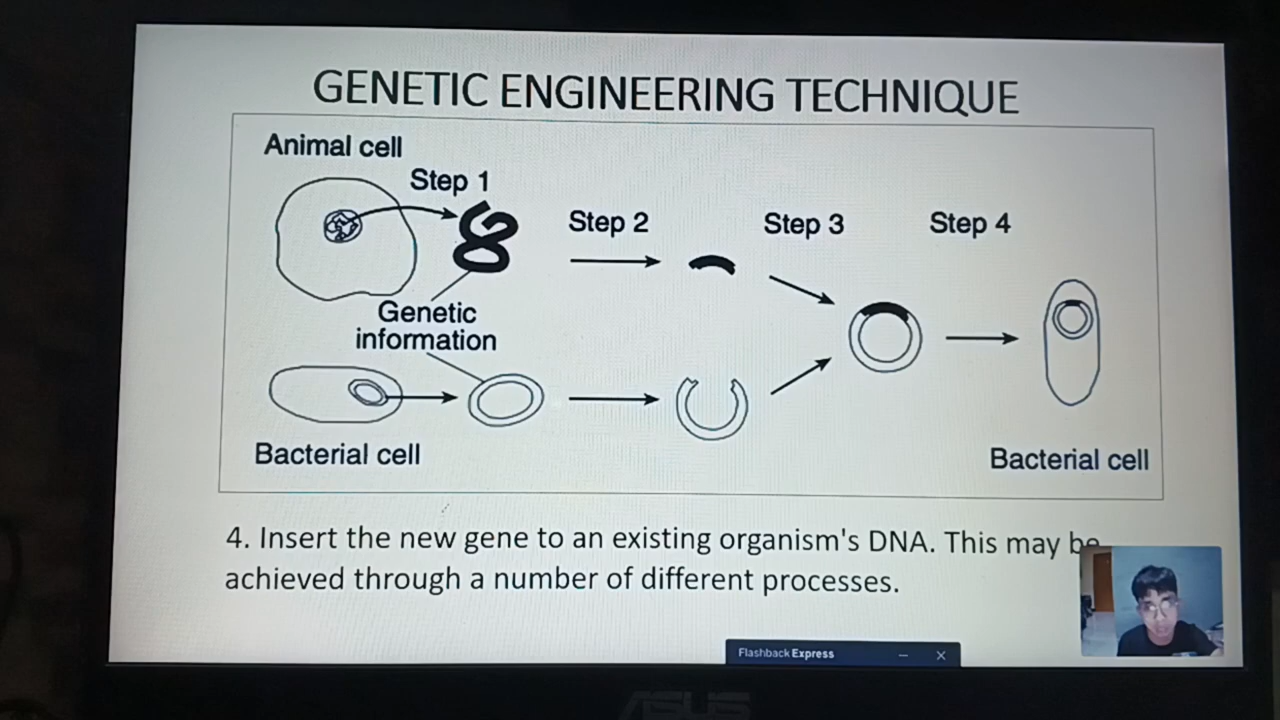 GENETIC ENGINEERING TECHNIQUE
Animal cell
Step 1
Step 2
Step 3
Step 4
Genetic
information
Bacterial cell
Bacterial cell
4. Insert the new gene to an existing organism's DNA. This may be
achieved through a number of different processes.
Flashback Express
ASUS